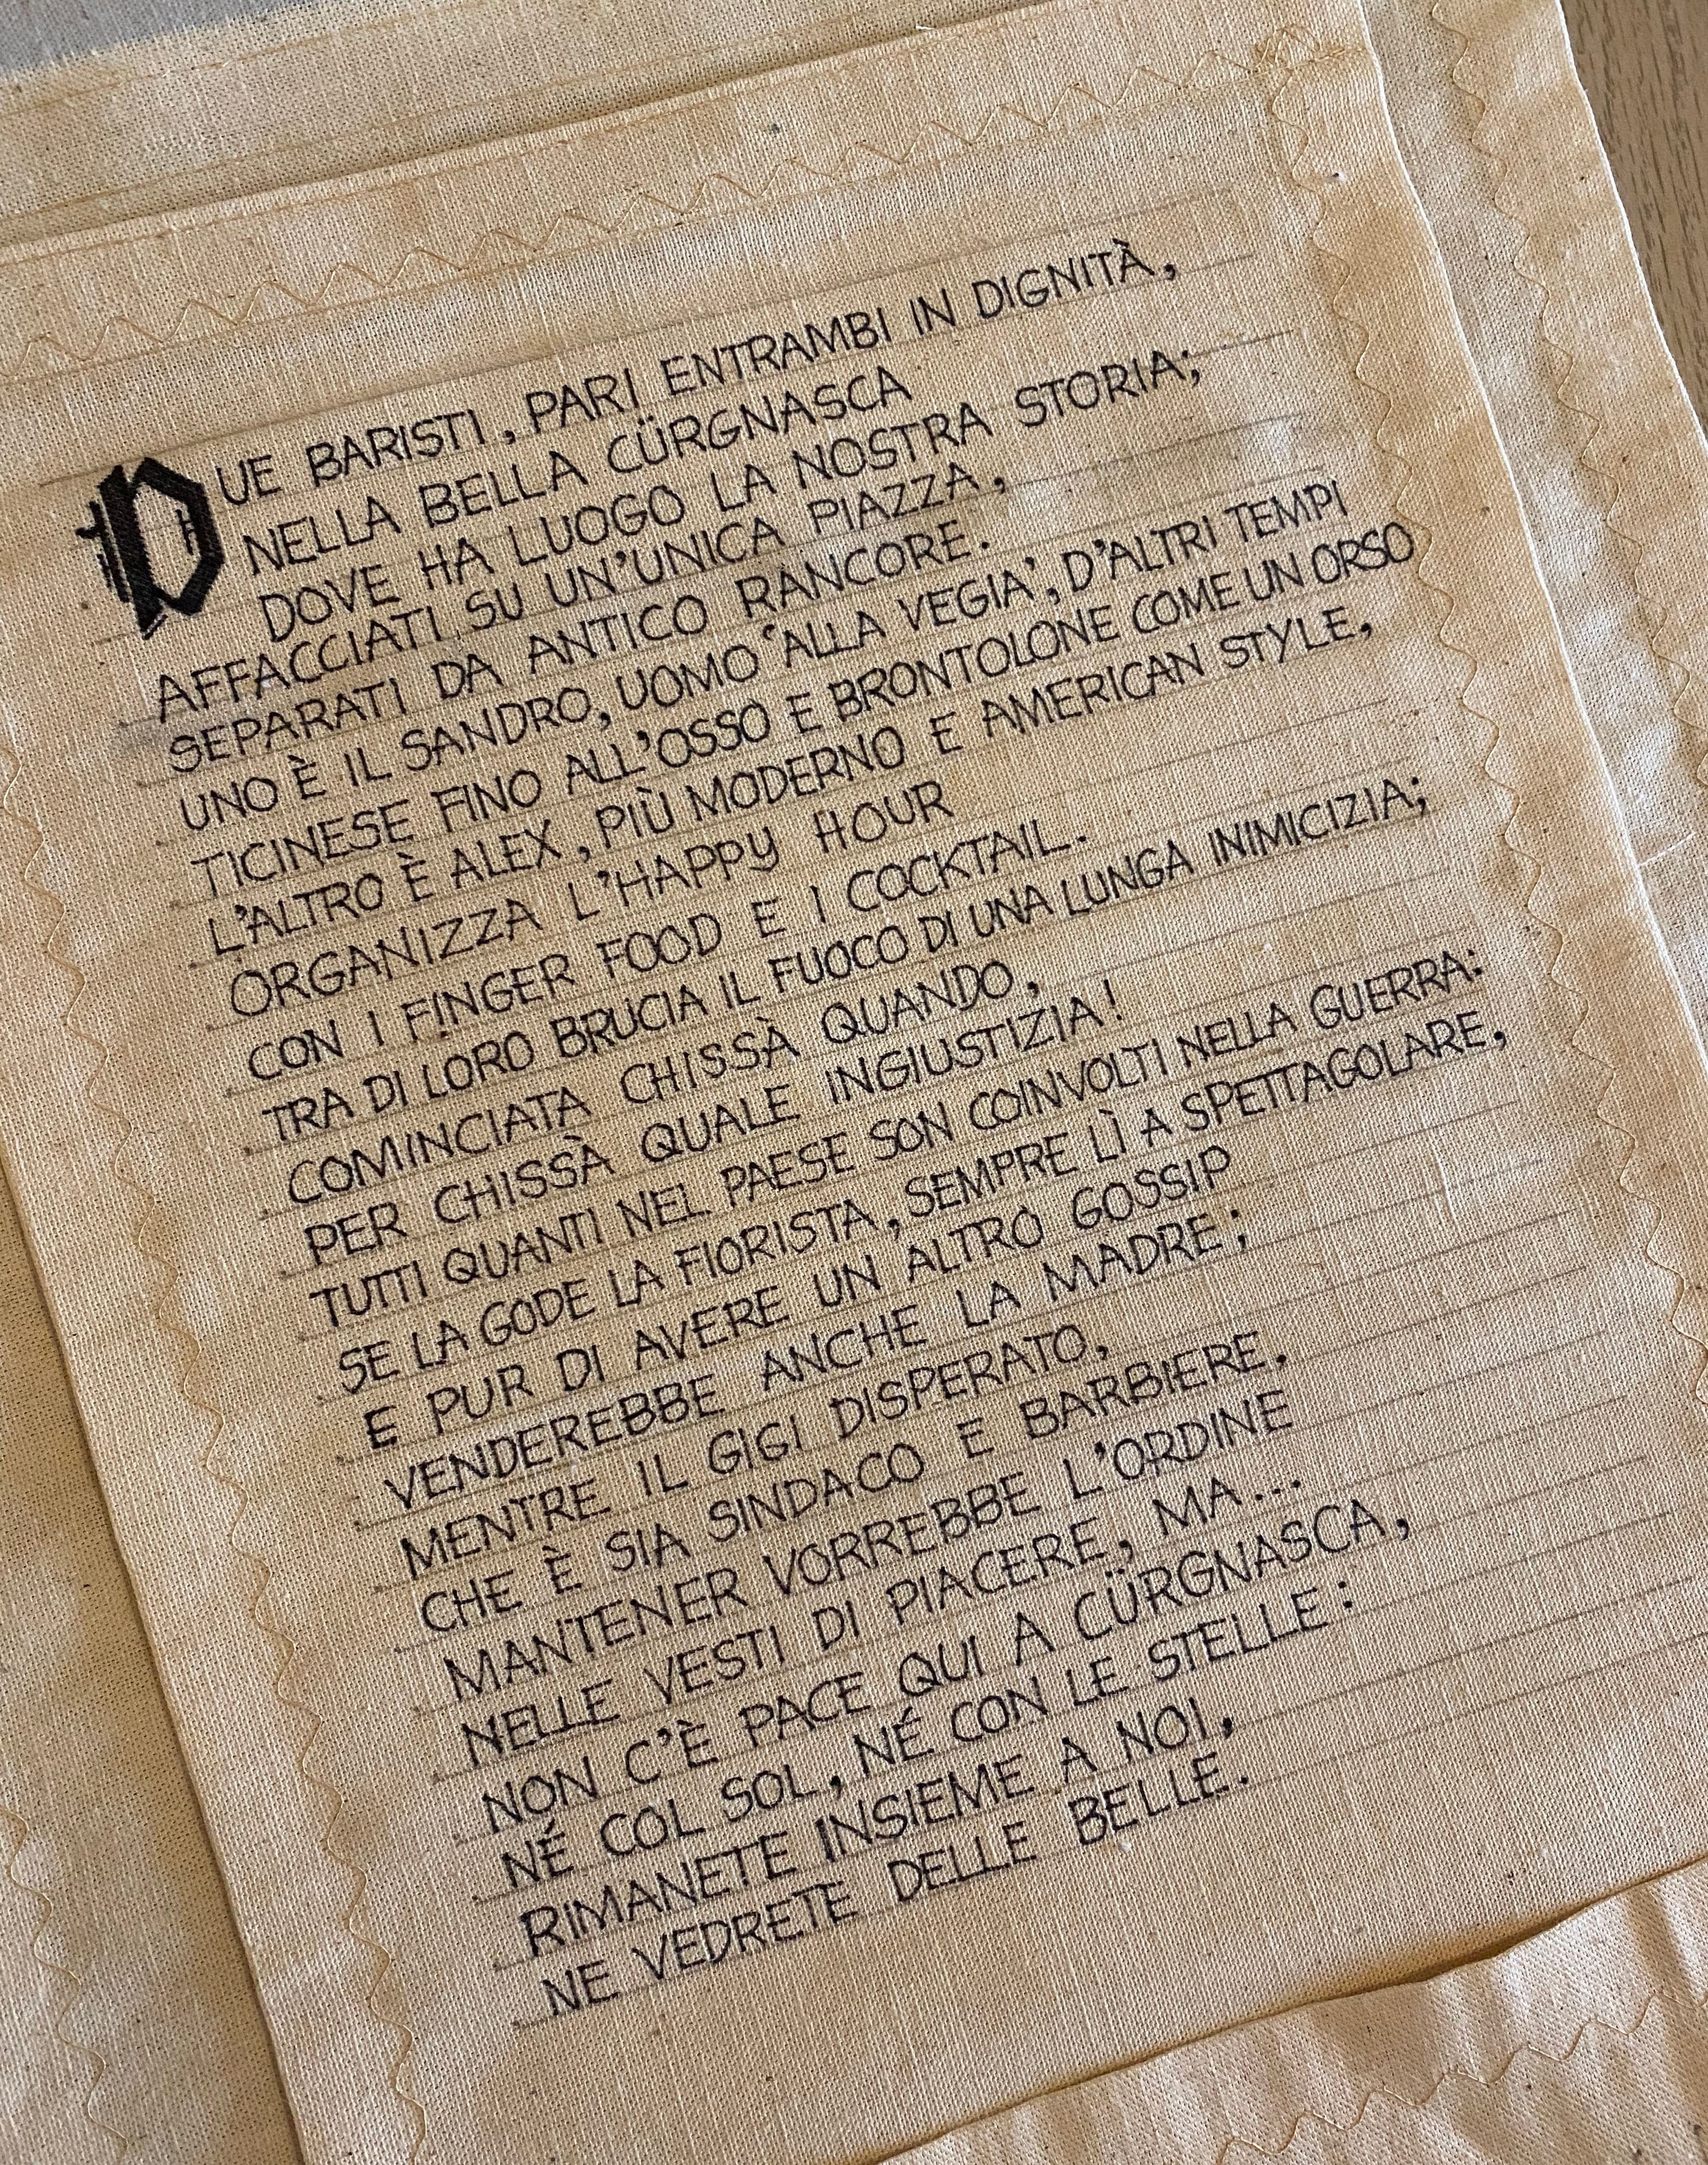 DUE BARISTI, PARI ENTRAMBI IN DIGNITÀ,
NELLA BELLA CÜRGNASCA
DOVE HA LUOGO LA NOSTRA STORIA;
AFFACCIATI SU UN'UNICA PIAZZA,
SEPARATI DA ANTICO RANCORE.
UNO È IL SANDRO, UOMO 'ALLA VEGIA', D'ALTRI TEMPI
TICINESE FINO ALL'OSSO E BRONTOLONE COME UN ORSO
L'ALTRO È ALEX, PIÙ MODERNO E AMERICAN STYLE,
ORGANIZZA L'HAPPY HOUR
CON I FINGER FOOD E I COCKTAIL.
TRA DI LORO BRUCIA IL FUOCO DI UNA LUNGA INIMICIZIA;
COMINCIATA CHISSÀ QUANDO,
PER CHISSÀ QUALE INGIUSTIZIA!
TUTTI QUANTI NEL PAESE SON COINVOLTI NELLA GUERRA:
SE LA GODE LA FIORISTA, SEMPRE LÌ A SPETTAGOLARE,
E PUR DI AVERE UN ALTRO GOSSIP
VENDEREBBE ANCHE LA MADRE;
MENTRE IL GIGI DISPERATO,
CHE È SIA SINDACO E BARBIERE,
MANTENER VORREBBE L'ORDINE
NELLE VESTI DI PIACERE, MA...
NON C'È PACE QUI A CÜRGNASCA,
NÉ COL SOL, NÉ CON LE STELLE:
RIMANETE INSIEME A NOI,
NE VEDRETE DELLE BELLE.